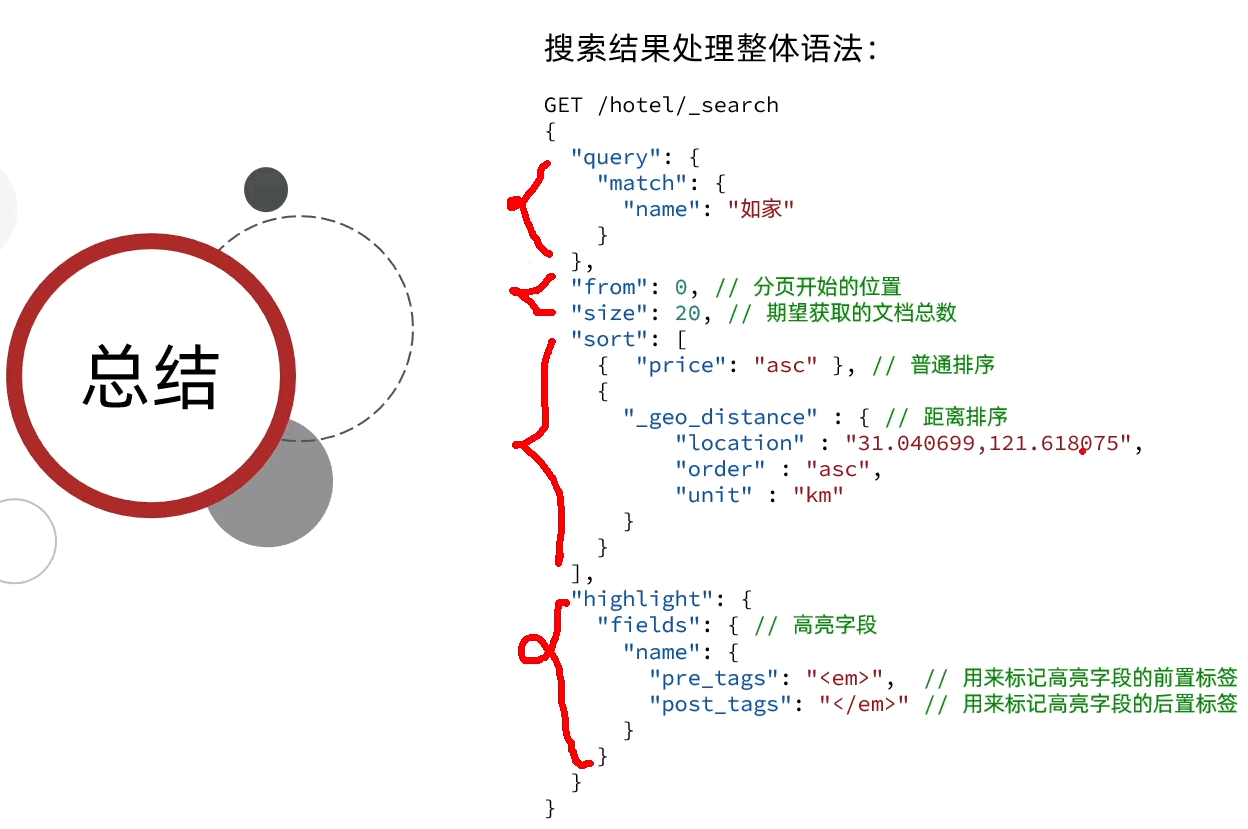 总结
搜索结果处理整体语法：
GET /hotel/_search
{
  "query": {
    "match": {
      "name": "如家"
    }
  },
  "from": 0, // 分页开始的位置
  "size": 20, // 期望获取的文档总数
  "sort": [
    {  "price": "asc" }, // 普通排序
    {
      "_geo_distance" : { // 距离排序
          "location" : "31.040699,121.618075",
          "order" : "asc",
          "unit" : "km"
      }
    }
  ],
  "highlight": {
    "fields": { // 高亮字段
      "name": {
        "pre_tags": "<em>",  // 用来标记高亮字段的前置标签
        "post_tags": "</em>" // 用来标记高亮字段的后置标签
      }
    }
  }
}